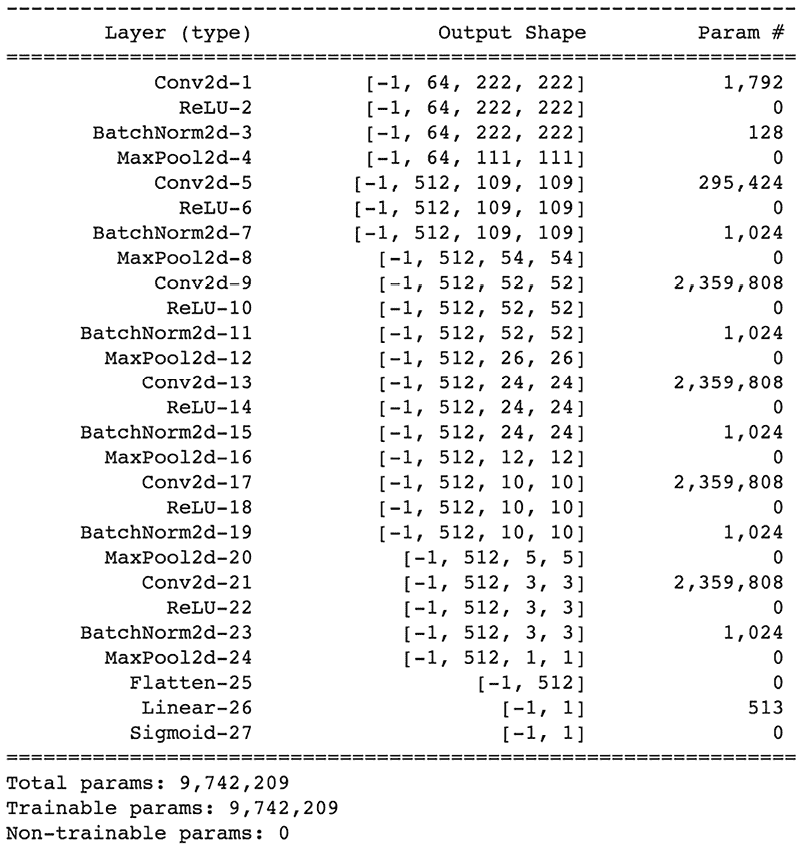 ----------------------------------------------------------------
Layer (type) Output Shape Param #
================================================================
Conv2d-1 [-1, 64, 222, 222] 1,792
ReLU-2 [-1, 64, 222, 222] 0
BatchNorm2d-3 [-1, 64, 222, 222] 128
MaxPool2d-4 [-1, 64, 111, 111] 0
Conv2d-5 [-1, 512, 109, 109] 295,424
ReLU-6 [-1, 512, 109, 109] 0
BatchNorm2d-7 [-1, 512, 109, 109] 1,024
MaxPool2d-8 [-1, 512, 54, 54] 0
Conv2d-9 [-1, 512, 52, 52] 2,359,808
ReLU-10 [-1, 512, 52, 52] 0
BatchNorm2d-11 [-1, 512, 52, 52] 1,024
MaxPool2d-12 [-1, 512, 26, 26] 0
Conv2d-13 [-1, 512, 24, 24] 2,359,808
ReLU-14 [-1, 512, 24, 24] 0
BatchNorm2d-15 [-1, 512, 24, 24] 1,024
MaxPool2d-16 [-1, 512, 12, 12] 0
Conv2d-17 [-1, 512, 10, 10] 2,359,808
ReLU-18 [-1, 512, 10, 10] 0
BatchNorm2d-19 [-1, 512, 10, 10] 1,024
MaxPool2d-20 [-1, 512, 5, 5] 0
Conv2d-21 [-1, 512, 3, 3] 2,359,808
ReLU-22 [-1, 512, 3, 3] 0
BatchNorm2d-23 [-1, 512, 3, 3] 1,024
MaxPool2d-24 [-1, 512, 1, 1] 0
Flatten-25 [-1, 512] 0
Linear-26 [-1, 1] 513
Sigmoid-27 [-1, 1] 0
================================================================
Total params: 9,742,209
Trainable params: 9,742,209
Non-trainable params: 0